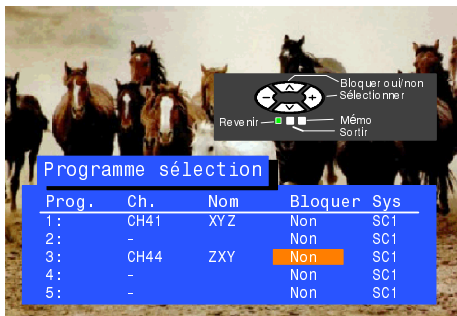 Bloquer oui/non
Sélectionner
Revenir
Mémo
Sortir
Programme sélection
Prog. Ch. Nom Bloquer Sys
1: CH41 XYZ Non SC1
2: - Non SC1
3: CH44 ZXY Non SC1
4: - Non SC1
5: - Non SC1